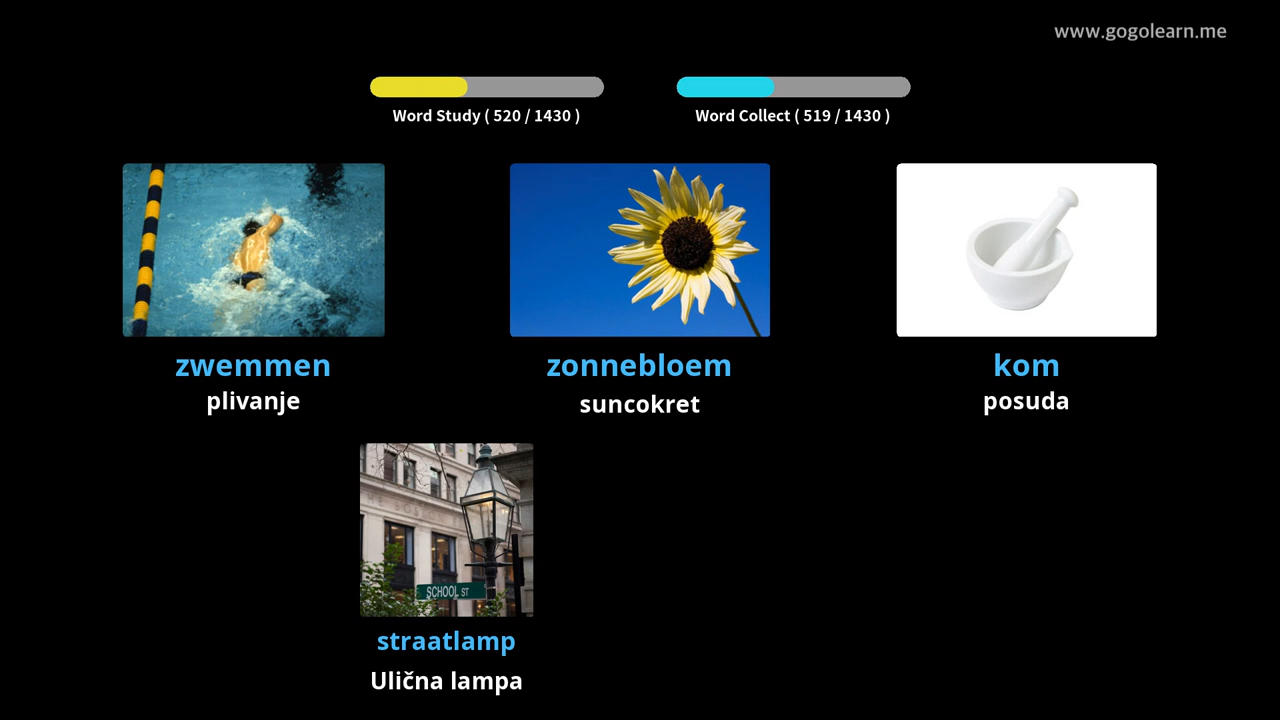 www.gogolearn.me
Word Study ( 520 / 1430 )
Word Collect ( 519 / 1430 )
zwemmen
plivanje
zonnebloem
suncokret
kom
posuda
SCHOOL ST
straatlamp
Ulična lampa